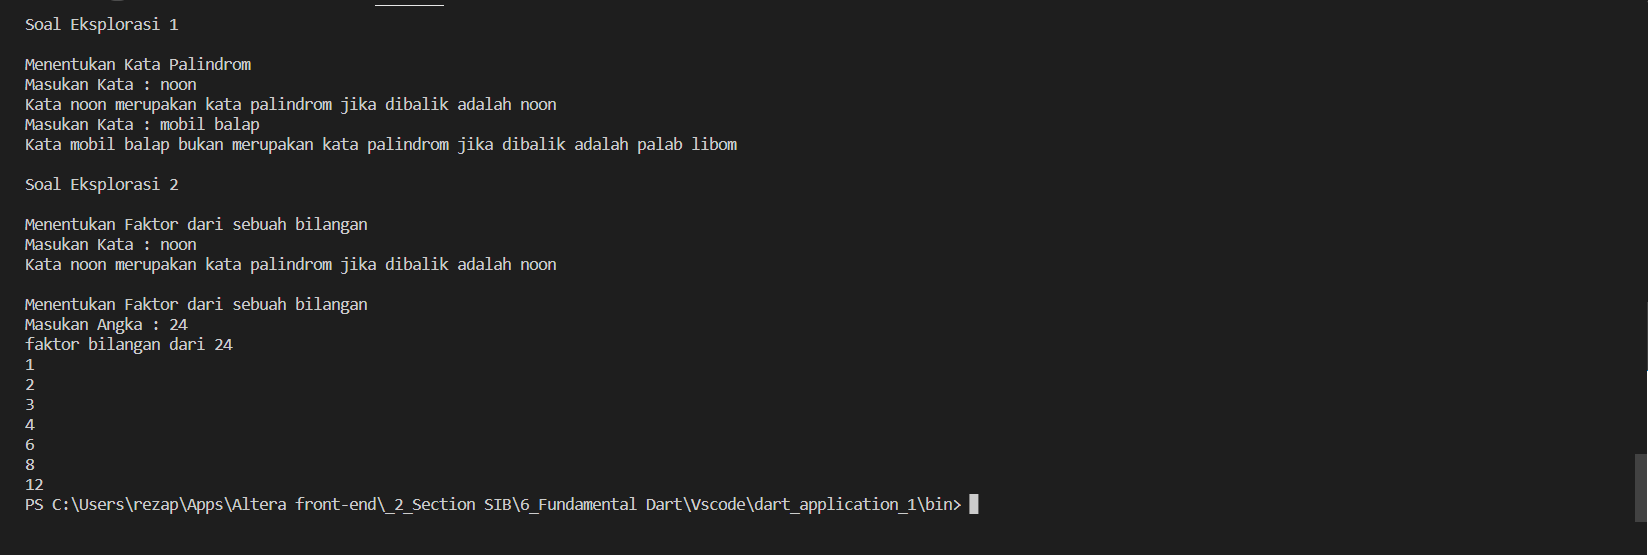 Soal Eksplorasi 1
Menentukan Kata Palindrom
Masukan Kata : noon
Kata noon merupakan kata palindrom jika dibalik adalah noon
Masukan Kata : mobil balap
Kata mobil balap bukan merupakan kata palindrom jika dibalik adalah palab libom
Soal Eksplorasi 2
Menentukan Faktor dari sebuah bilangan
Masukan Kata : noon
Kata noon merupakan kata palindrom jika dibalik adalah noon
Menentukan Faktor dari sebuah bilangan
Masukan Angka : 24
faktor bilangan dari 24
1
2
3
4
6
8
12
PS C:\Users\rezap\Apps\Altera front-end\_2_Section SIB\6_Fundamental Dart\Vscode\dart_application_1\bin>